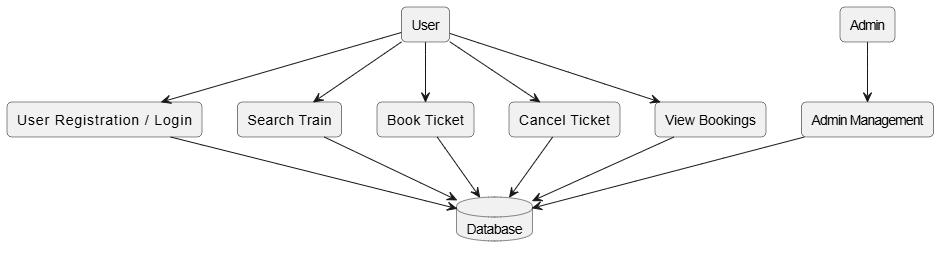 User
Admin
User Registration / Login
Search Train
Book Ticket
Cancel Ticket
View Bookings
Admin Management
Database